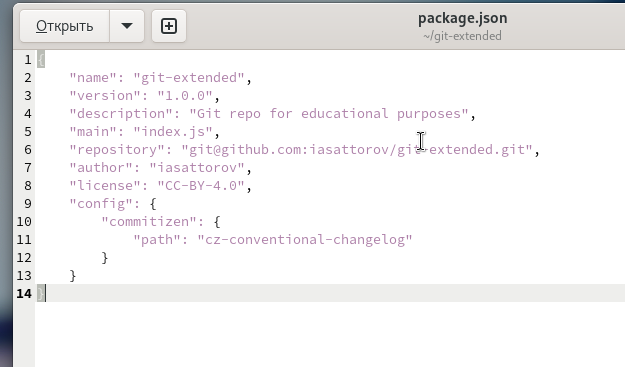 Открыть
package.json
~/git-extended
1 {
2 "name": "git-extended",
3 "version": "1.0.0",
4 "description": "Git repo for educational purposes",
5 "main": "index.js",
6 "repository": "git@github.com:iasattorov/git-extended.git",
7 "author": "iasattorov",
8 "license": "CC-BY-4.0",
9 "config": {
10 "commitizen": {
11 "path": "cz-conventional-changelog"
12 }
13 }
14 }